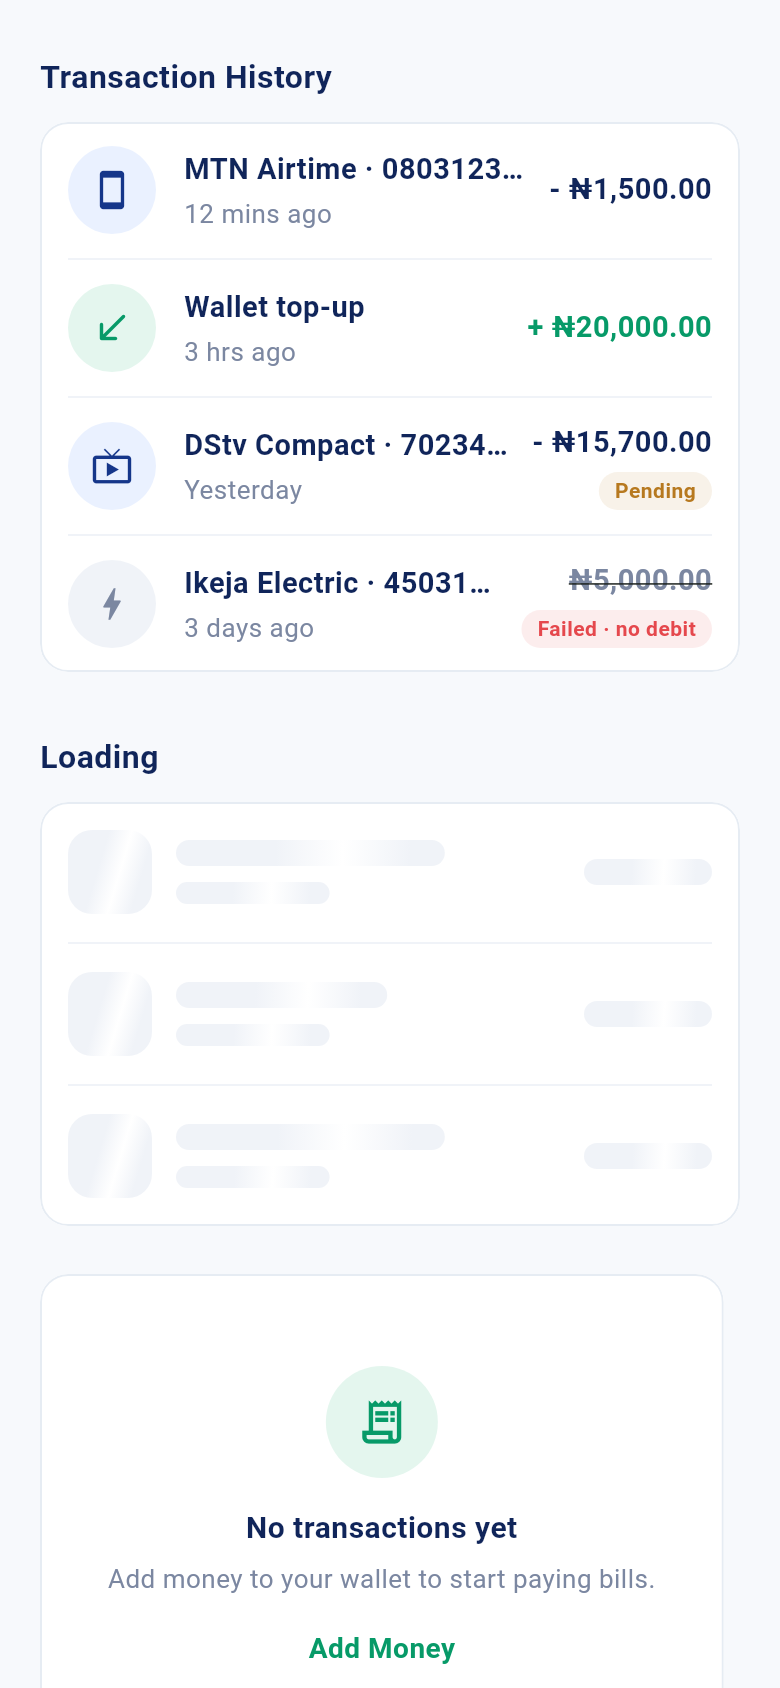 Transaction History
MTN Airtime · 0803123...
- ₦1,500.00
12 mins ago
Wallet top-up
+ ₦20,000.00
3 hrs ago
DStv Compact · 70234...
- ₦15,700.00
Yesterday
Pending
Ikeja Electric · 45031...
₦5,000.00
3 days ago
Failed · no debit
Loading
No transactions yet
Add money to your wallet to start paying bills.
Add Money